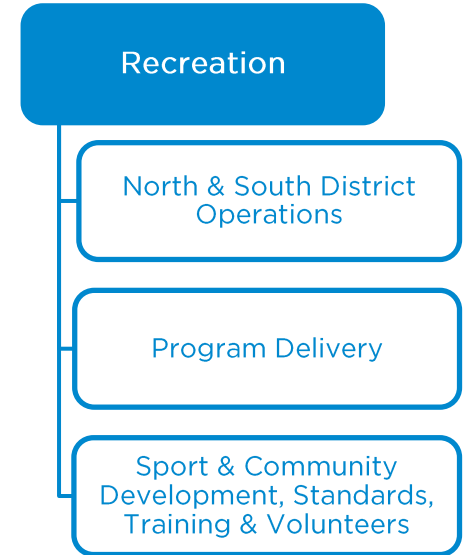 Recreation
North & South District
Operations
Program Delivery
Sport & Community
Development, Standards,
Training & Volunteers